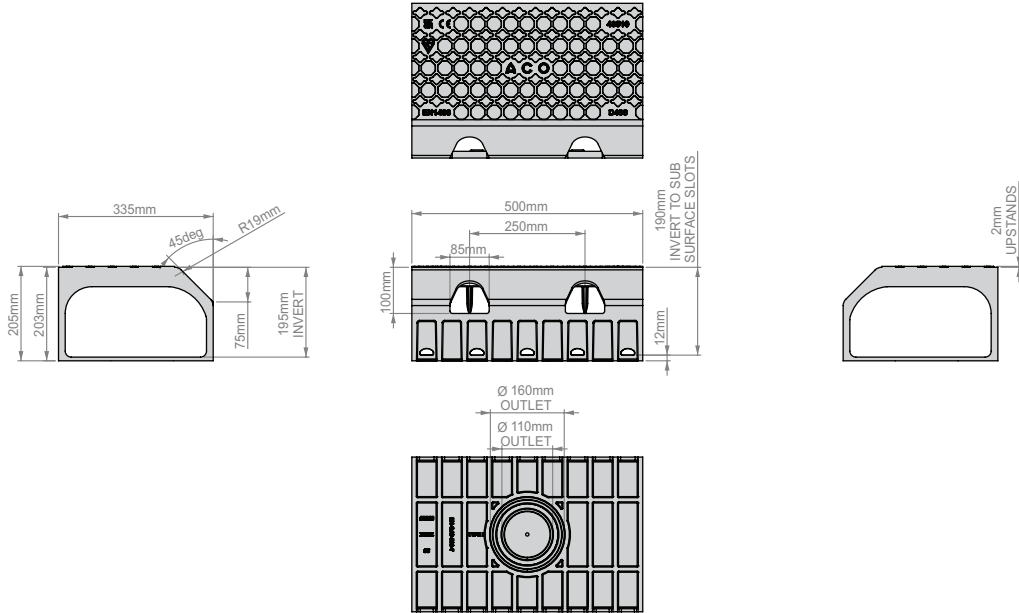 CE
ACO
EN1433
D400
335mm
45deg
R19mm
205mm
203mm
75mm
195mm
INVERT
500mm
250mm
85mm
100mm
190mm
INVERT TO SUB
SURFACE SLOTS
12mm
2mm
UPSTANDS
Ø 160mm
OUTLET
Ø 110mm
OUTLET